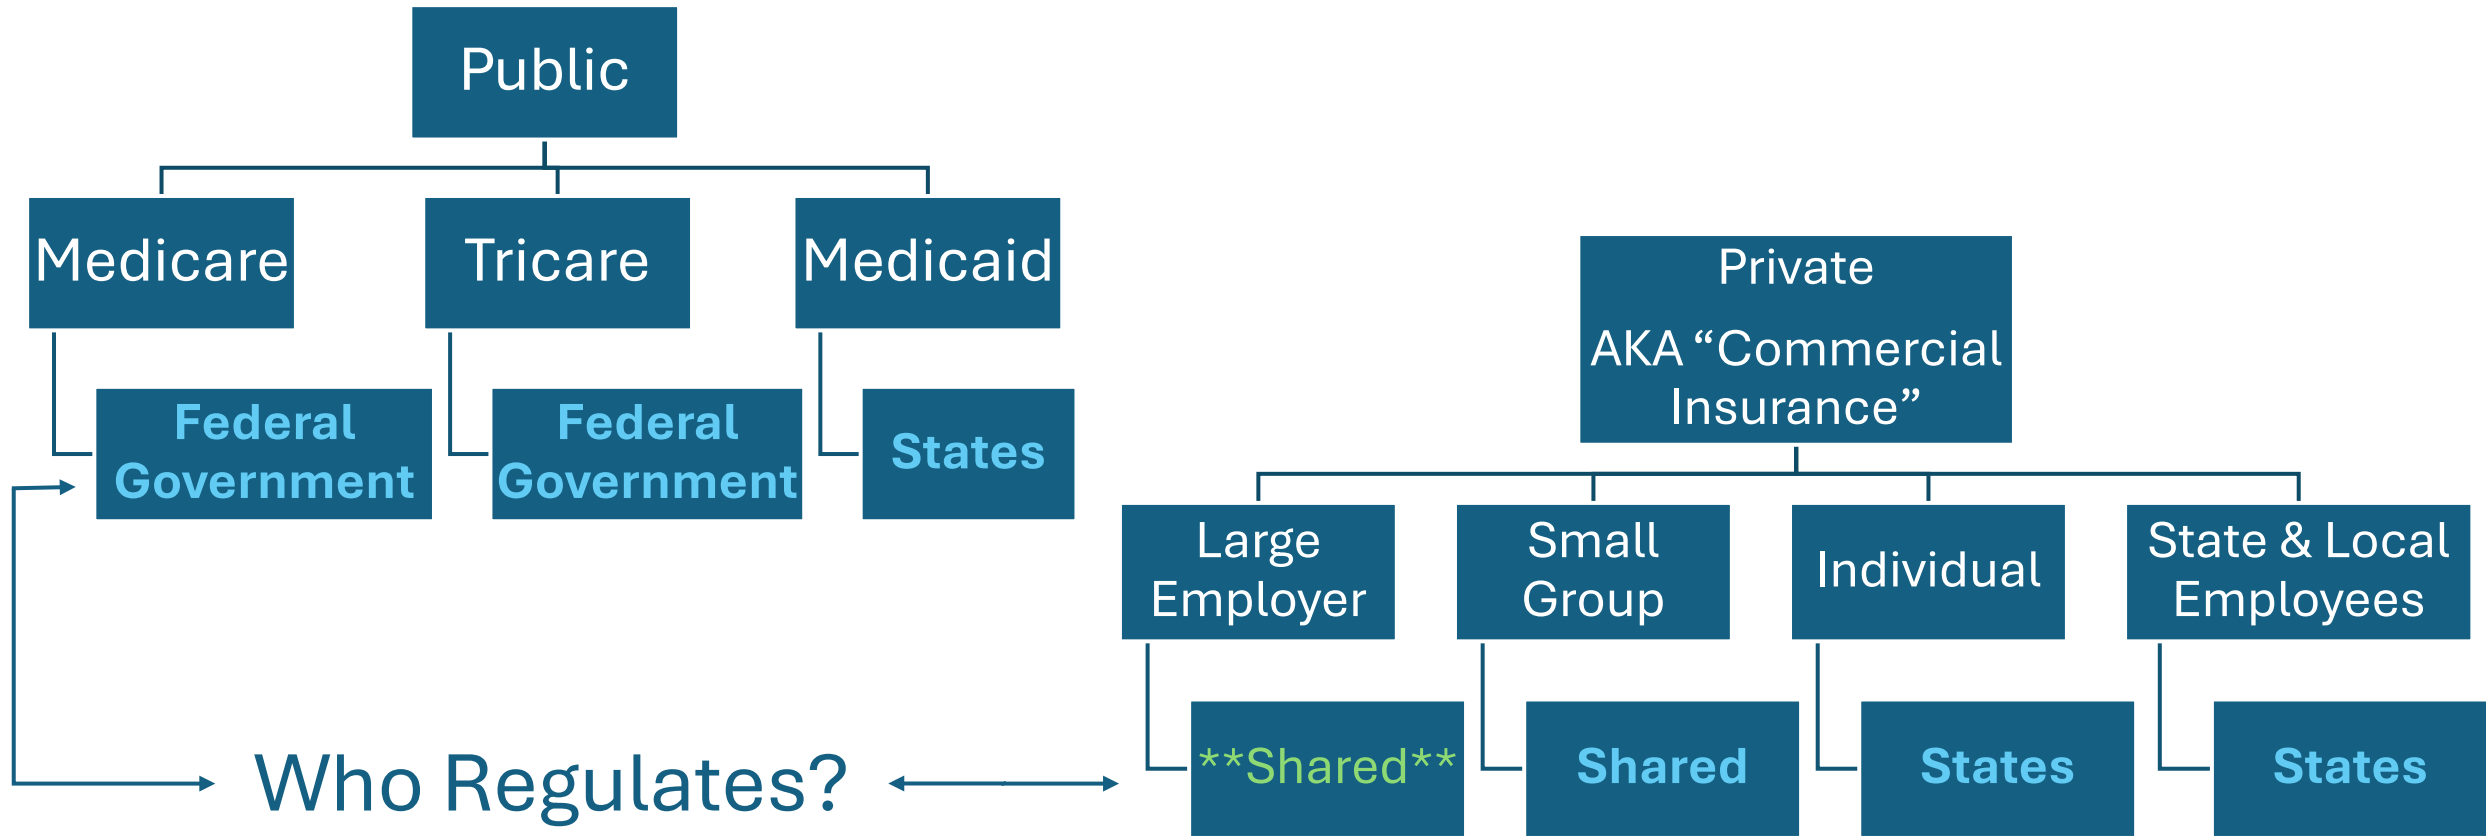 Public
Medicare
Tricare
Medicaid
Federal
Government
Federal
Government
States
Private
AKA “Commercial
Insurance”
Large
Employer
Small
Group
Individual
State & Local
Employees
**Shared**
Shared
States
States
Who Regulates?